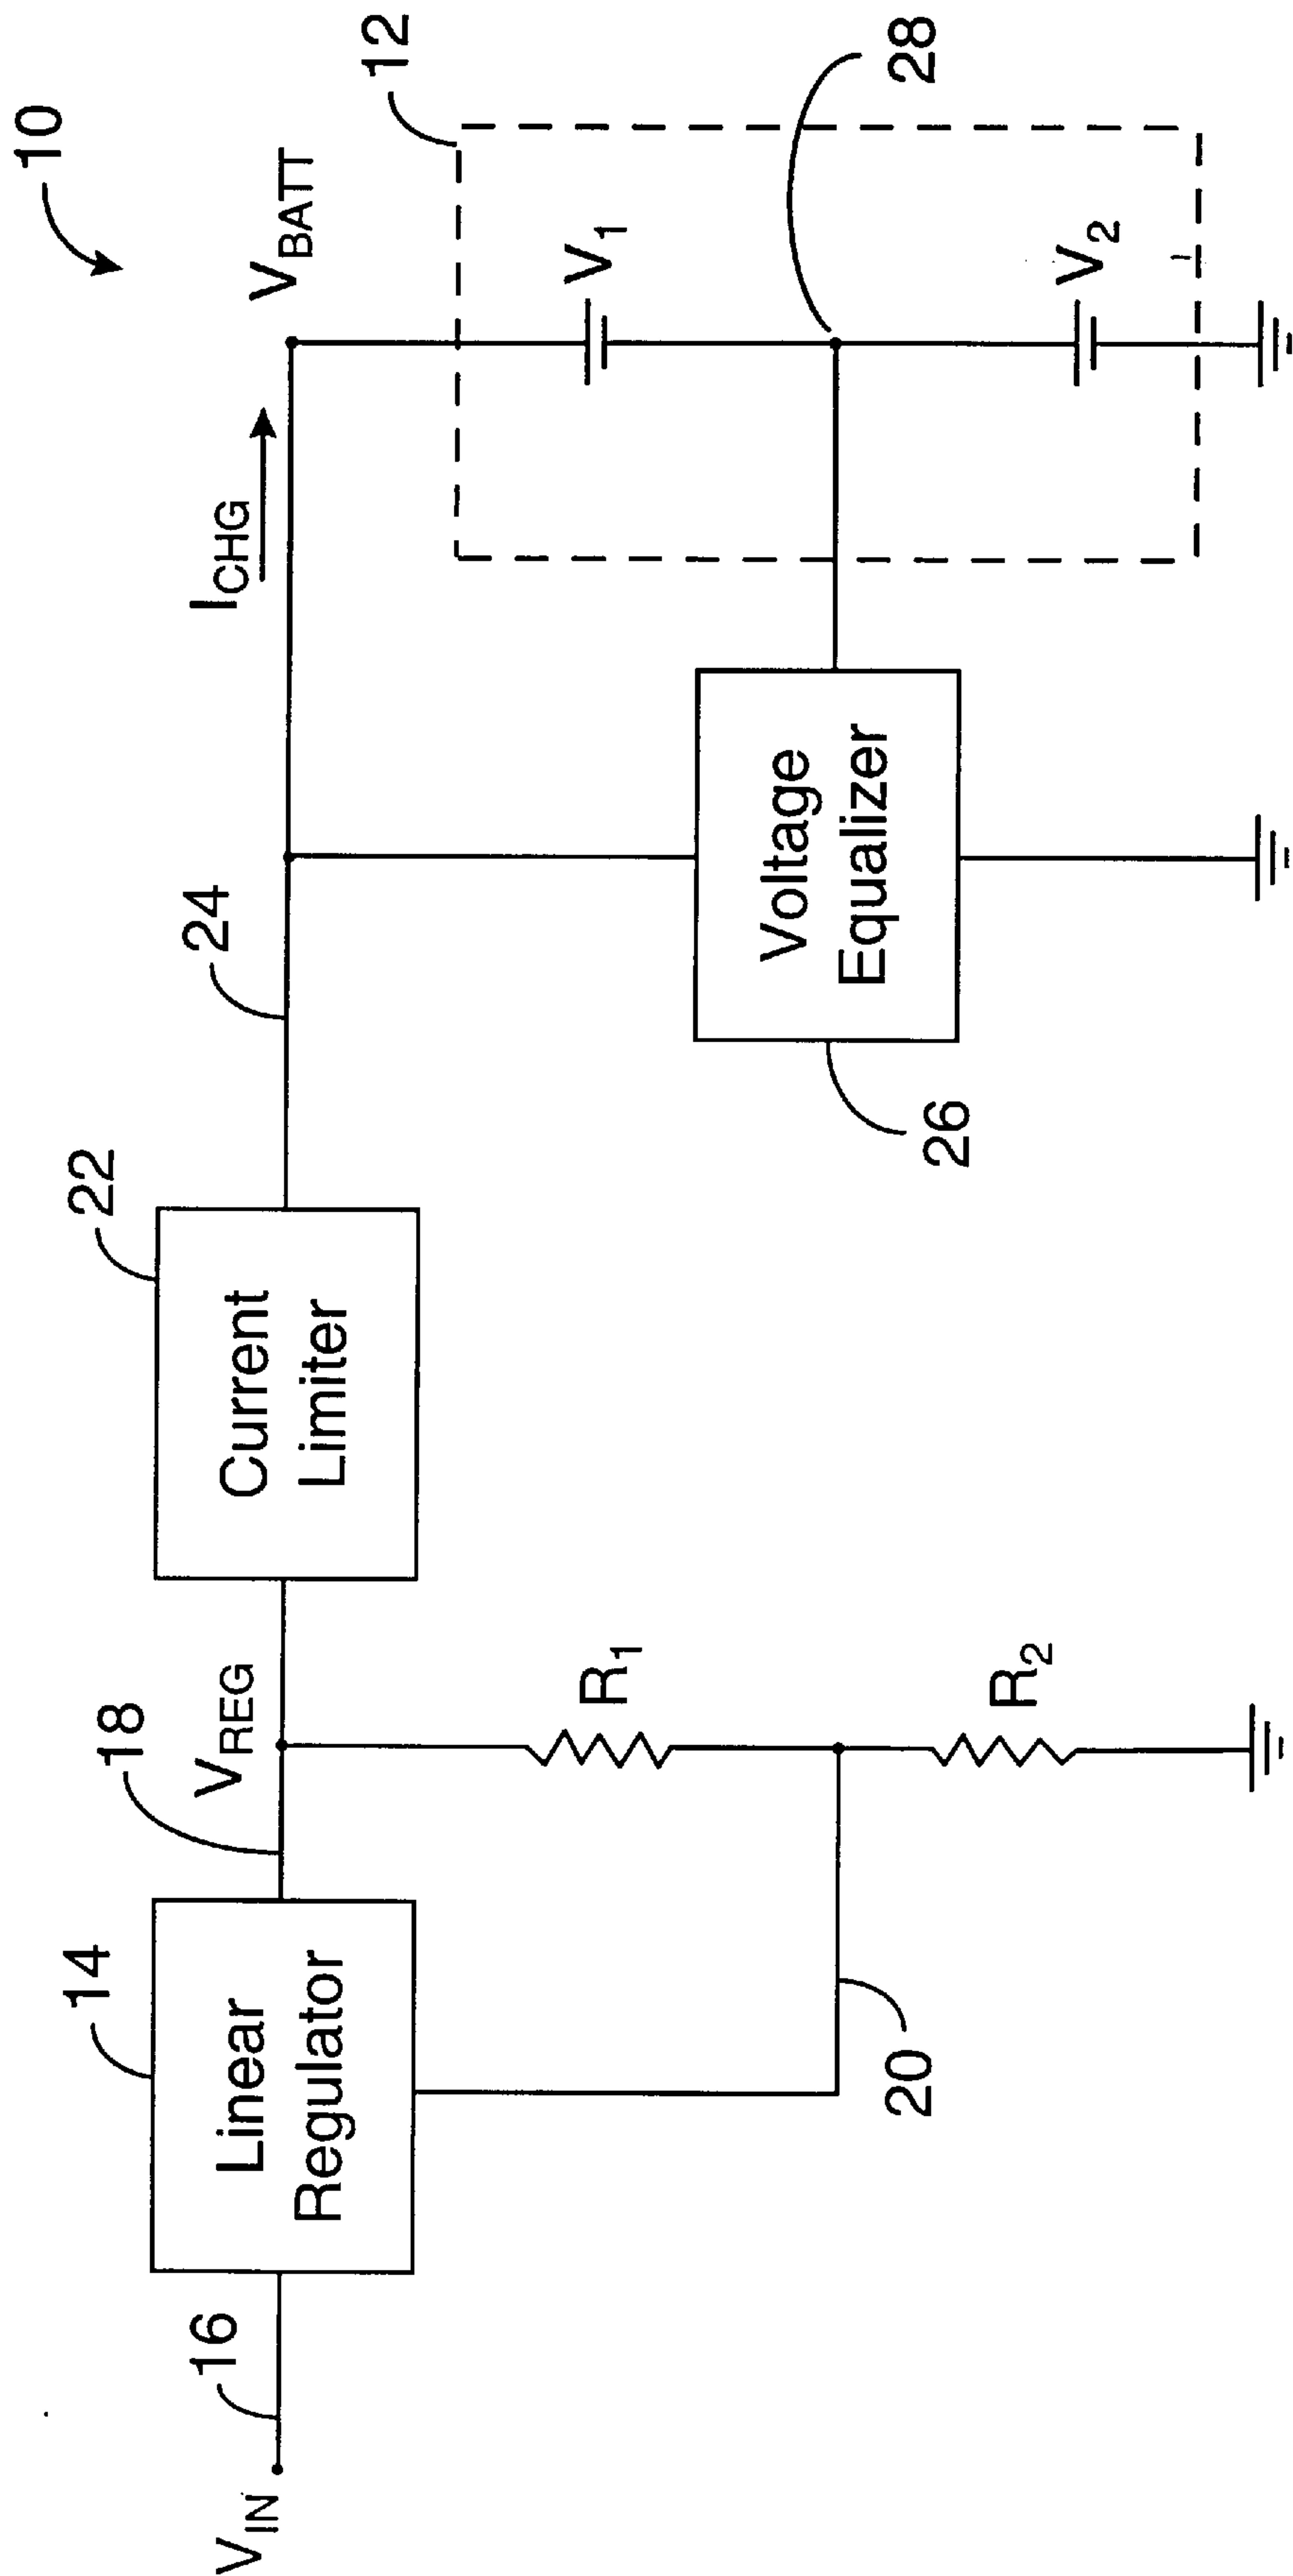 10
12
V_BATT
I_CHG
V_1
28
V_2
24
22
Current
Limiter
Voltage
Equalizer
26
V_REG
18
R_1
R_2
14
Linear
Regulator
20
16
V_IN